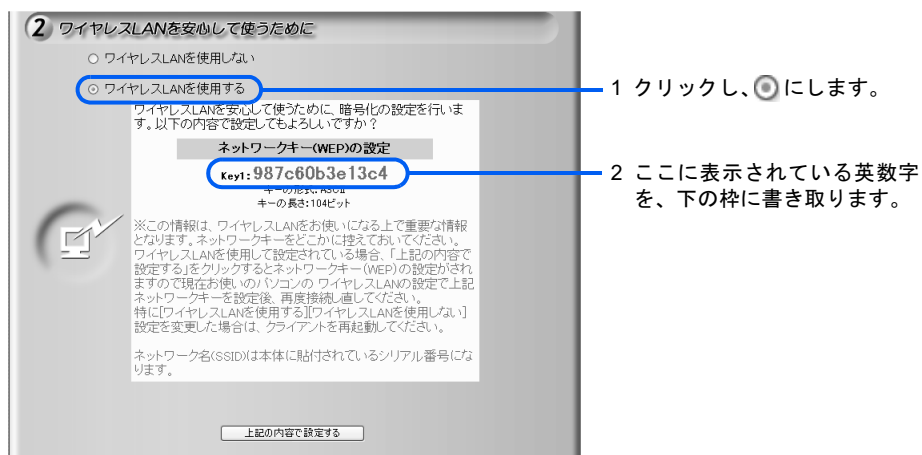 2 ワイヤレスLANを安心して使うために
ワイヤレスLANを使用しない
ワイヤレスLANを使用する
1 クリックし、にします。
ワイヤレスLANを安心して使うために、暗号化の設定を行いま
す。以下の内容で設定してもよろしいですか？
ネットワークキー(WEP)の設定
Key1:987c60b3e13c4
2 ここに表示されている英数字
を、下の枠に書き取ります。
キーの形式:ASCII
キーの長さ:104ビット
※この情報は、ワイヤレスLANをお使いになる上で重要な情報
となります。ネットワークキーをどこかに控えておいてください。
ワイヤレスLANを使用して設定されている場合、「上記の内容で
設定する」をクリックするとネットワークキー(WEP)の設定がされ
ますので現在お使いのパソコンの ワイヤレスLANの設定で上記
ネットワークキーを設定後、再度接続し直してください。
特に[ワイヤレスLANを使用する][ワイヤレスLANを使用しない]
設定を変更した場合は、クライアントを再起動してください。
ネットワーク名(SSID)は本体に貼付されているシリアル番号にな
ります。
上記の内容で設定する